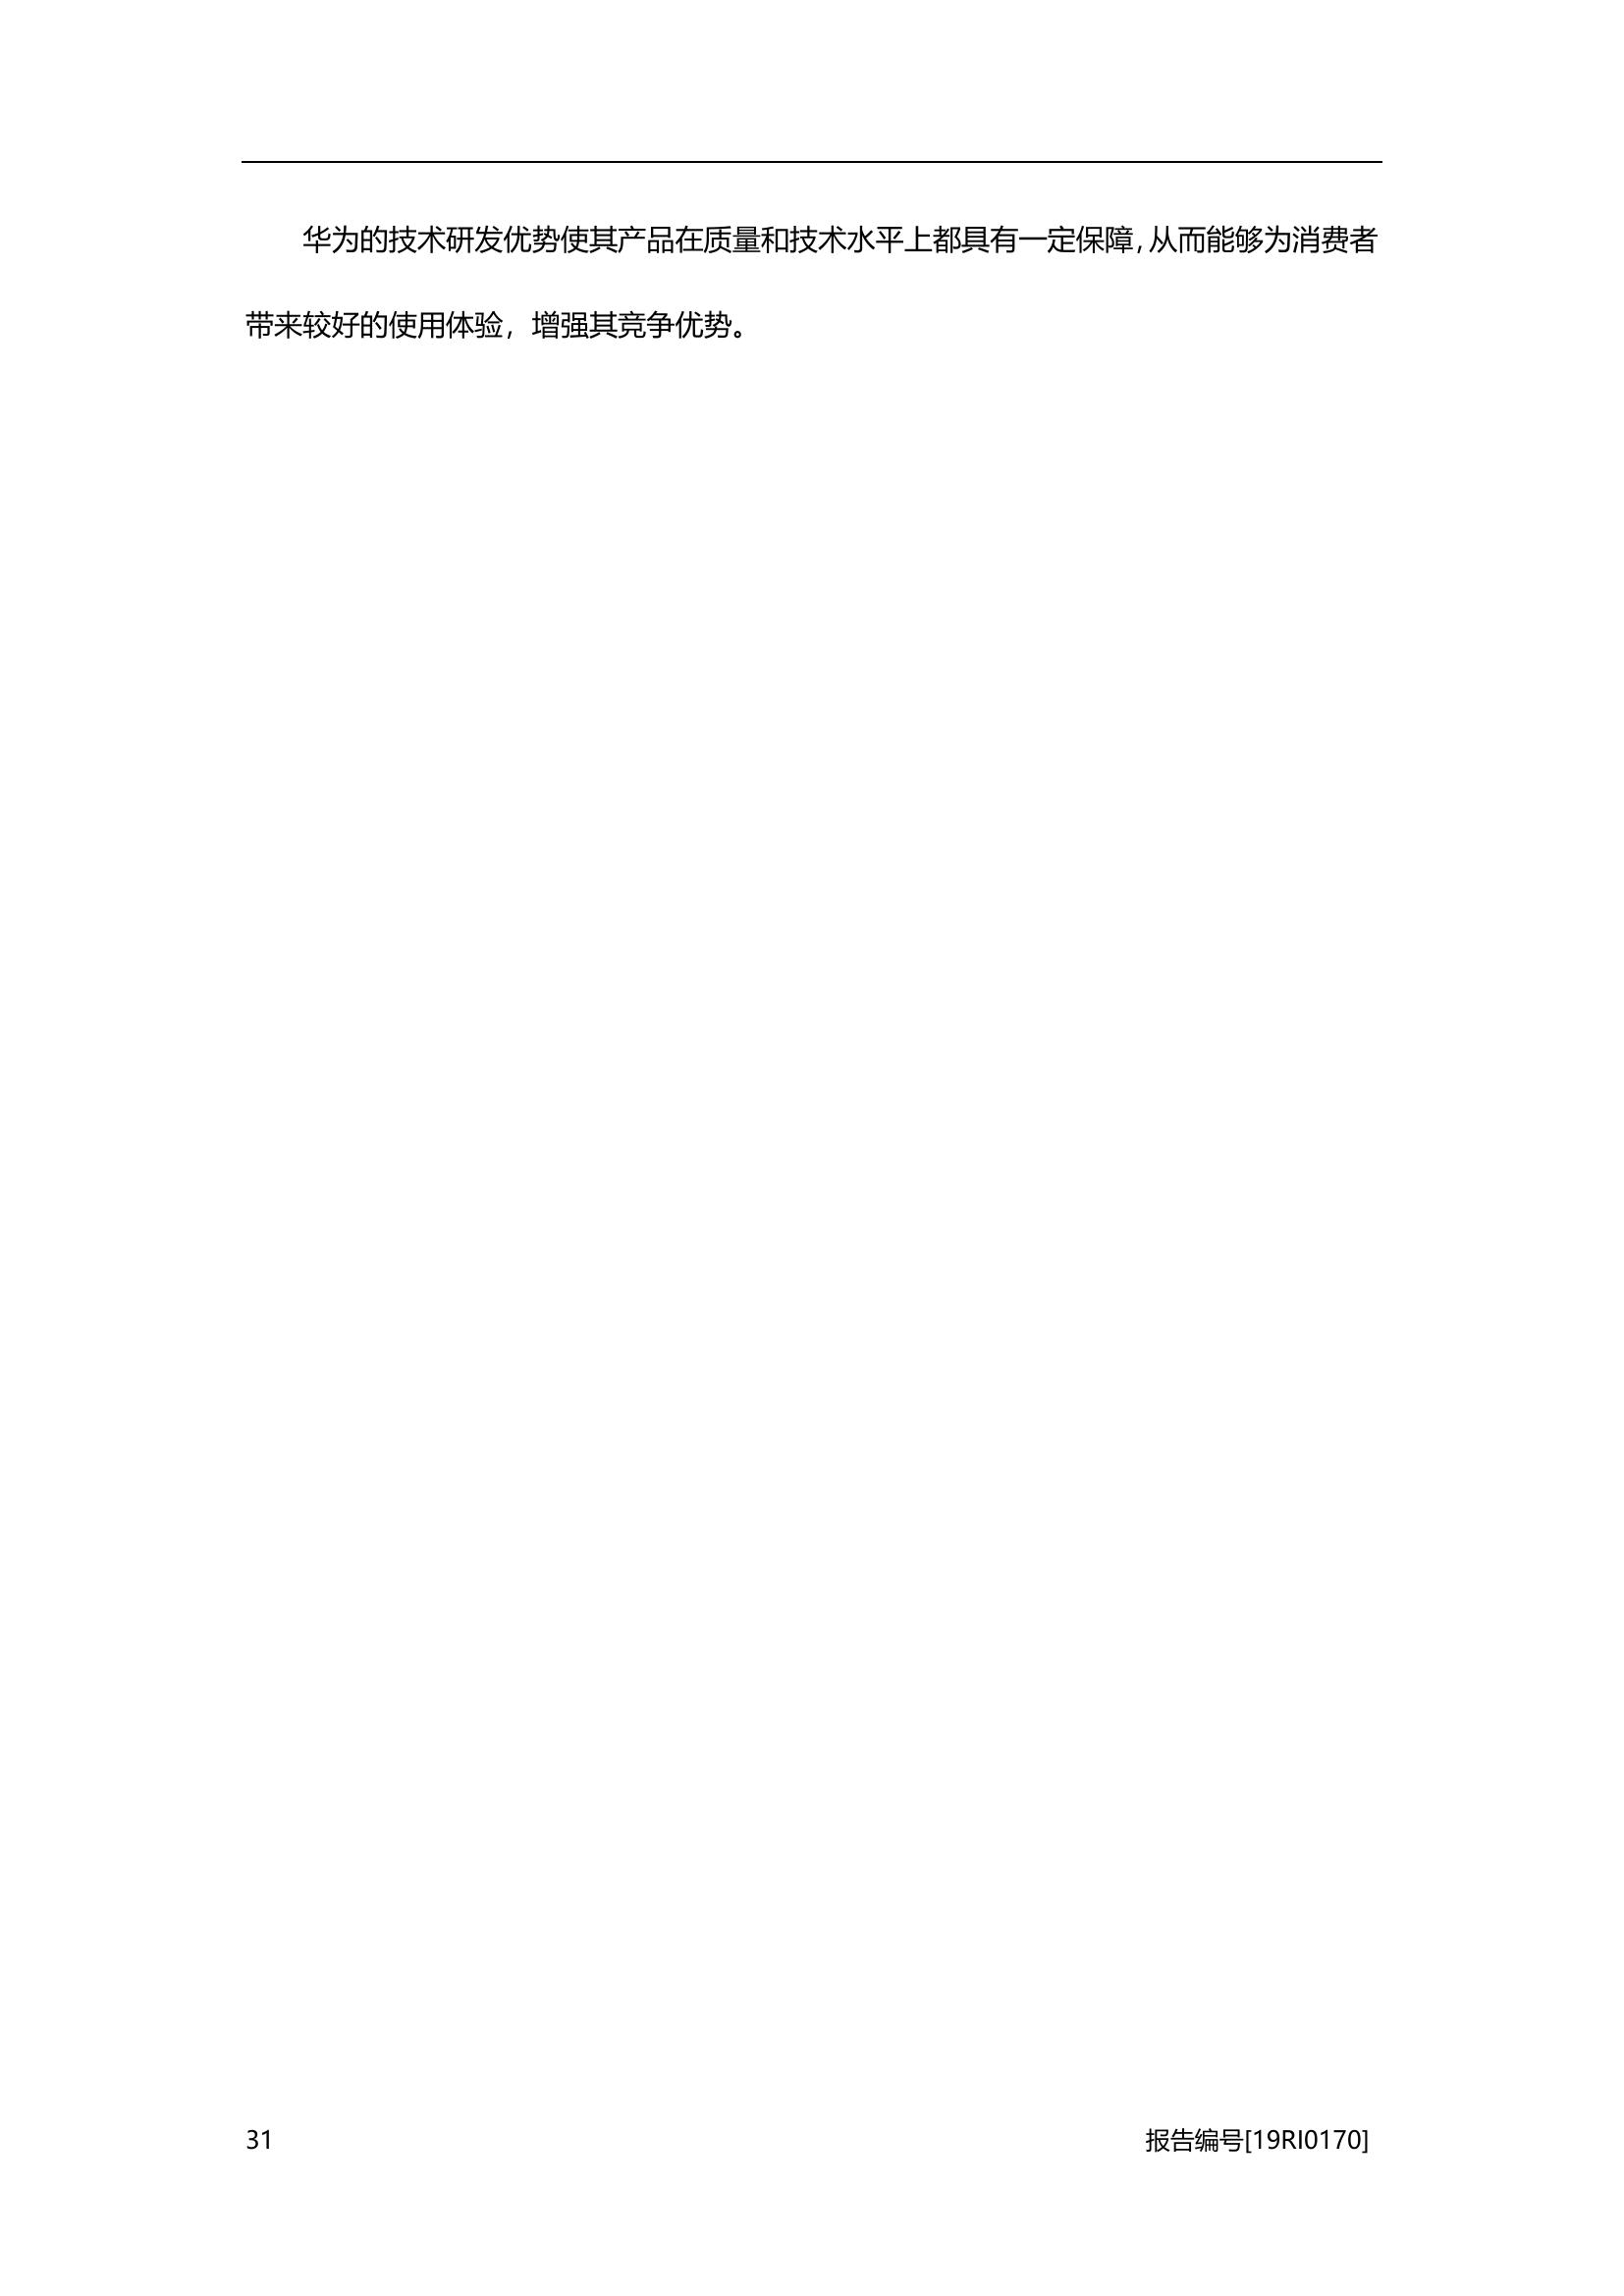 华为的技术研发优势使其产品在质量和技术水平上都具有一定保障，从而能够为消费者
带来较好的使用体验，增强其竞争优势。
31 报告编号[19RI0170]